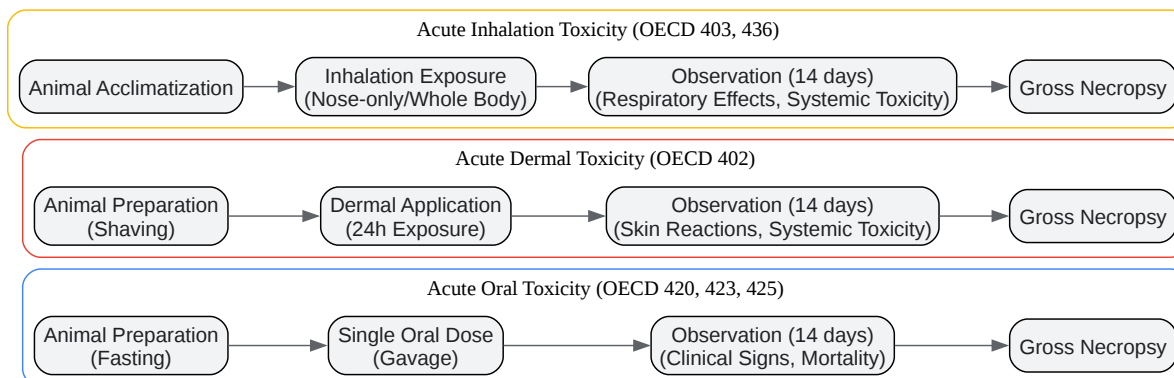 Acute Inhalation Toxicity (OECD 403, 436)
Animal Acclimatization
Inhalation Exposure
(Nose-only/Whole Body)
Observation (14 days)
(Respiratory Effects, Systemic Toxicity)
Gross Necropsy
Acute Dermal Toxicity (OECD 402)
Animal Preparation
(Shaving)
Dermal Application
(24h Exposure)
Observation (14 days)
(Skin Reactions, Systemic Toxicity)
Gross Necropsy
Acute Oral Toxicity (OECD 420, 423, 425)
Animal Preparation
(Fasting)
Single Oral Dose
(Gavage)
Observation (14 days)
(Clinical Signs, Mortality)
Gross Necropsy